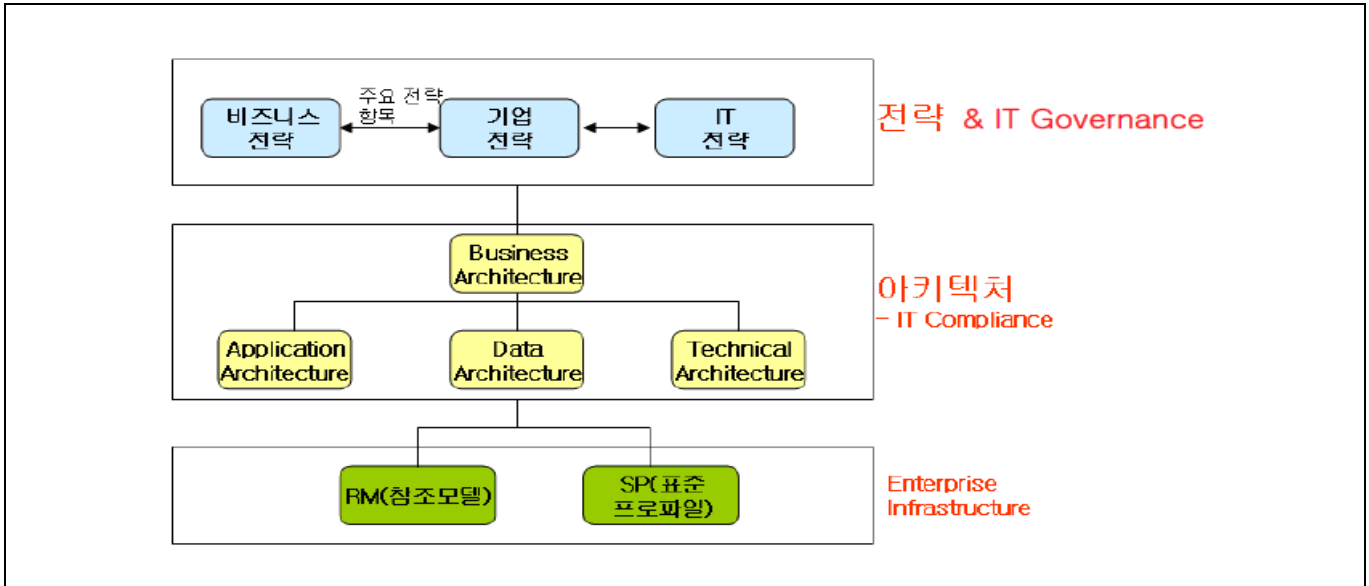 주요 전략
항목
비즈니스
전략
기업
전략
IT
전략
전략 & IT Governance
Business
Architecture
아키텍처
- IT Compliance
Application
Architecture
Data
Architecture
Technical
Architecture
RM(참조모델)
SP(표준
프로파일)
Enterprise
Infrastructure